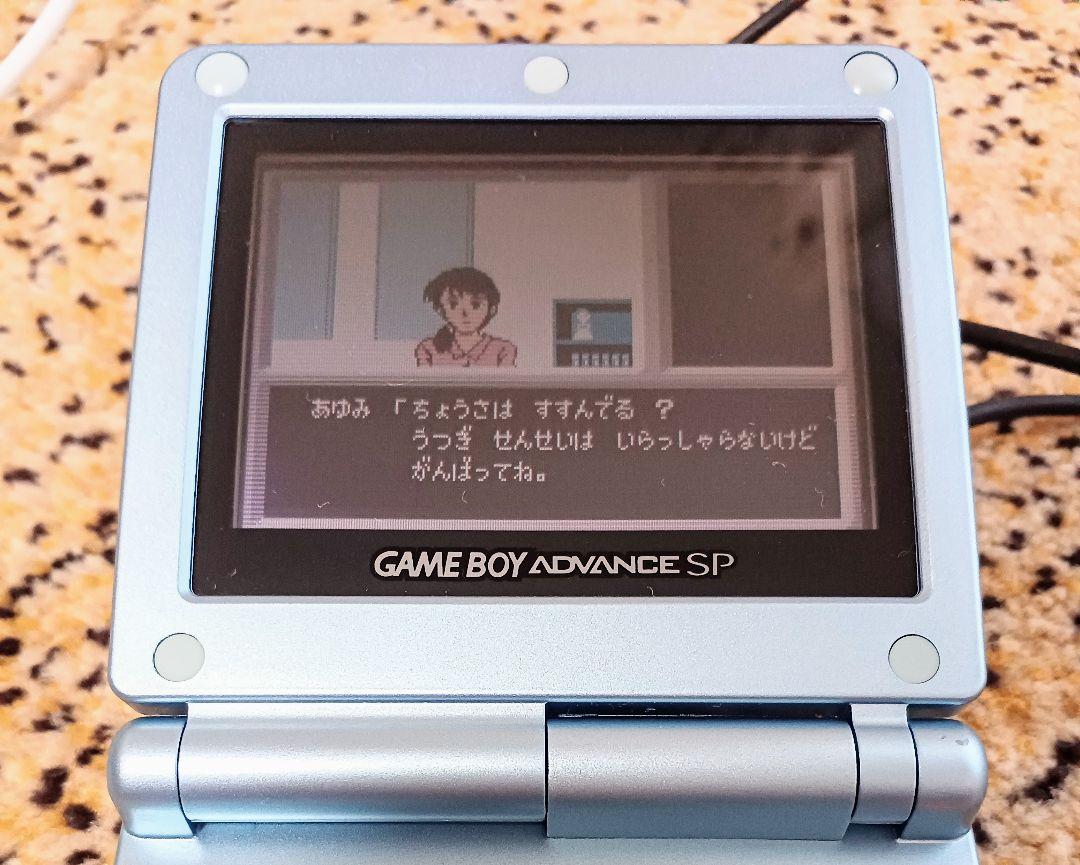 あゆみ「ちょうさは　すすんでる　？
うつぎ　せんせいは　いらっしゃらないけど
がんばってね。
GAME BOY ADVANCE SP